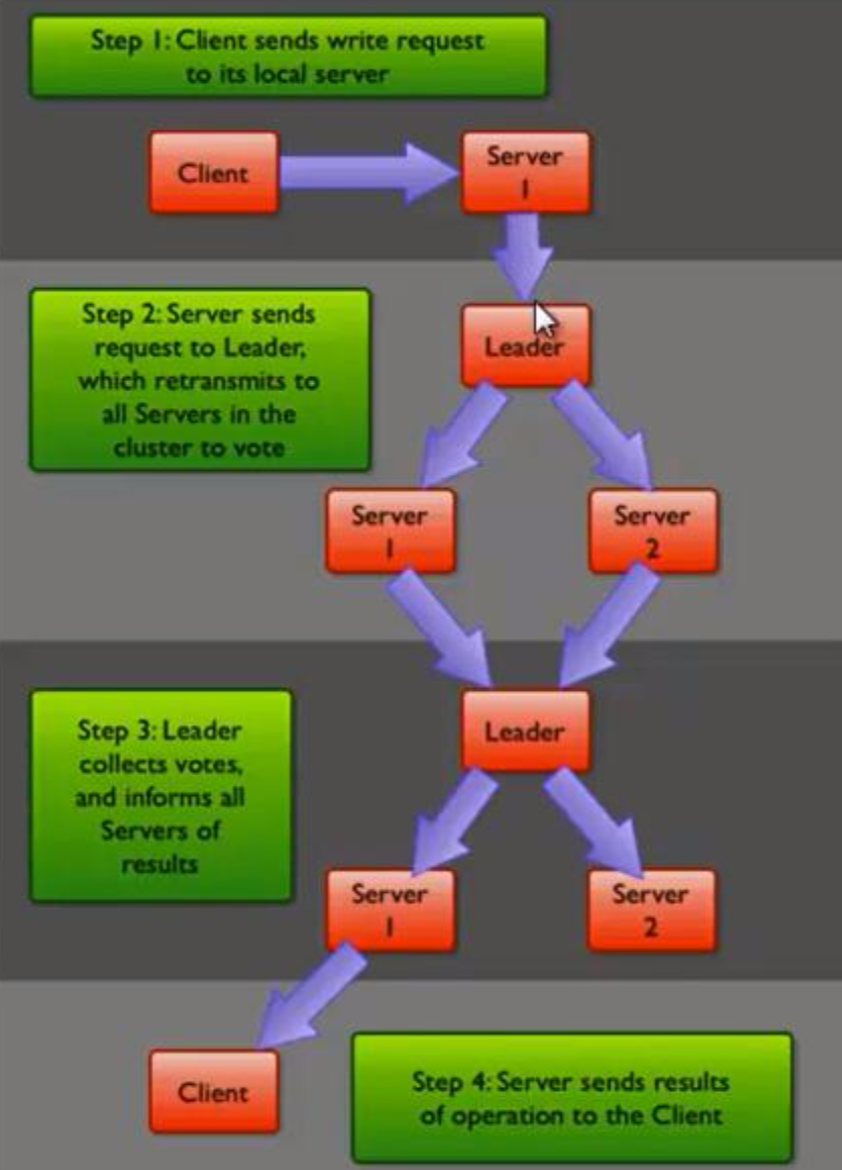 Step 1: Client sends write request
to its local server
Client
Server
1
Step 2: Server sends
request to Leader,
which retransmits to
all Servers in the
cluster to vote
Leader
Server
1
Server
2
Step 3: Leader
collects votes,
and informs all
Servers of
results
Leader
Server
1
Server
2
Client
Step 4: Server sends results
of operation to the Client